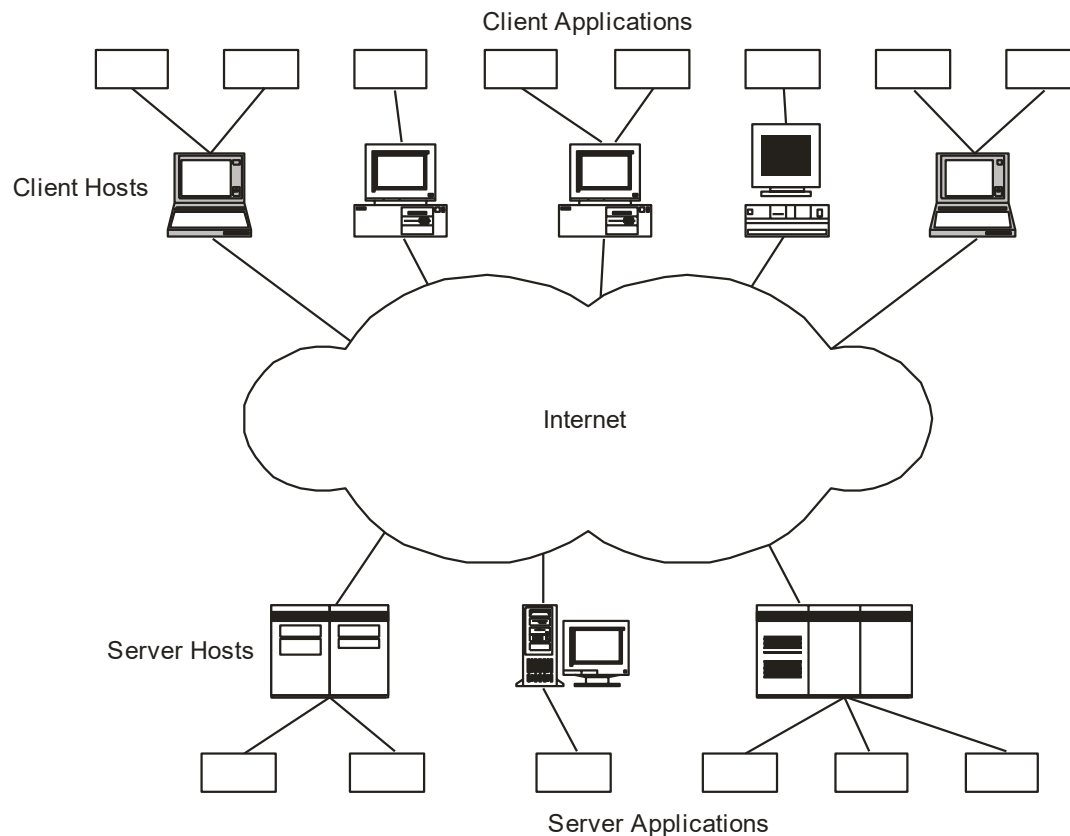 Client Applications
Client Hosts
Internet
Server Hosts
Server Applications